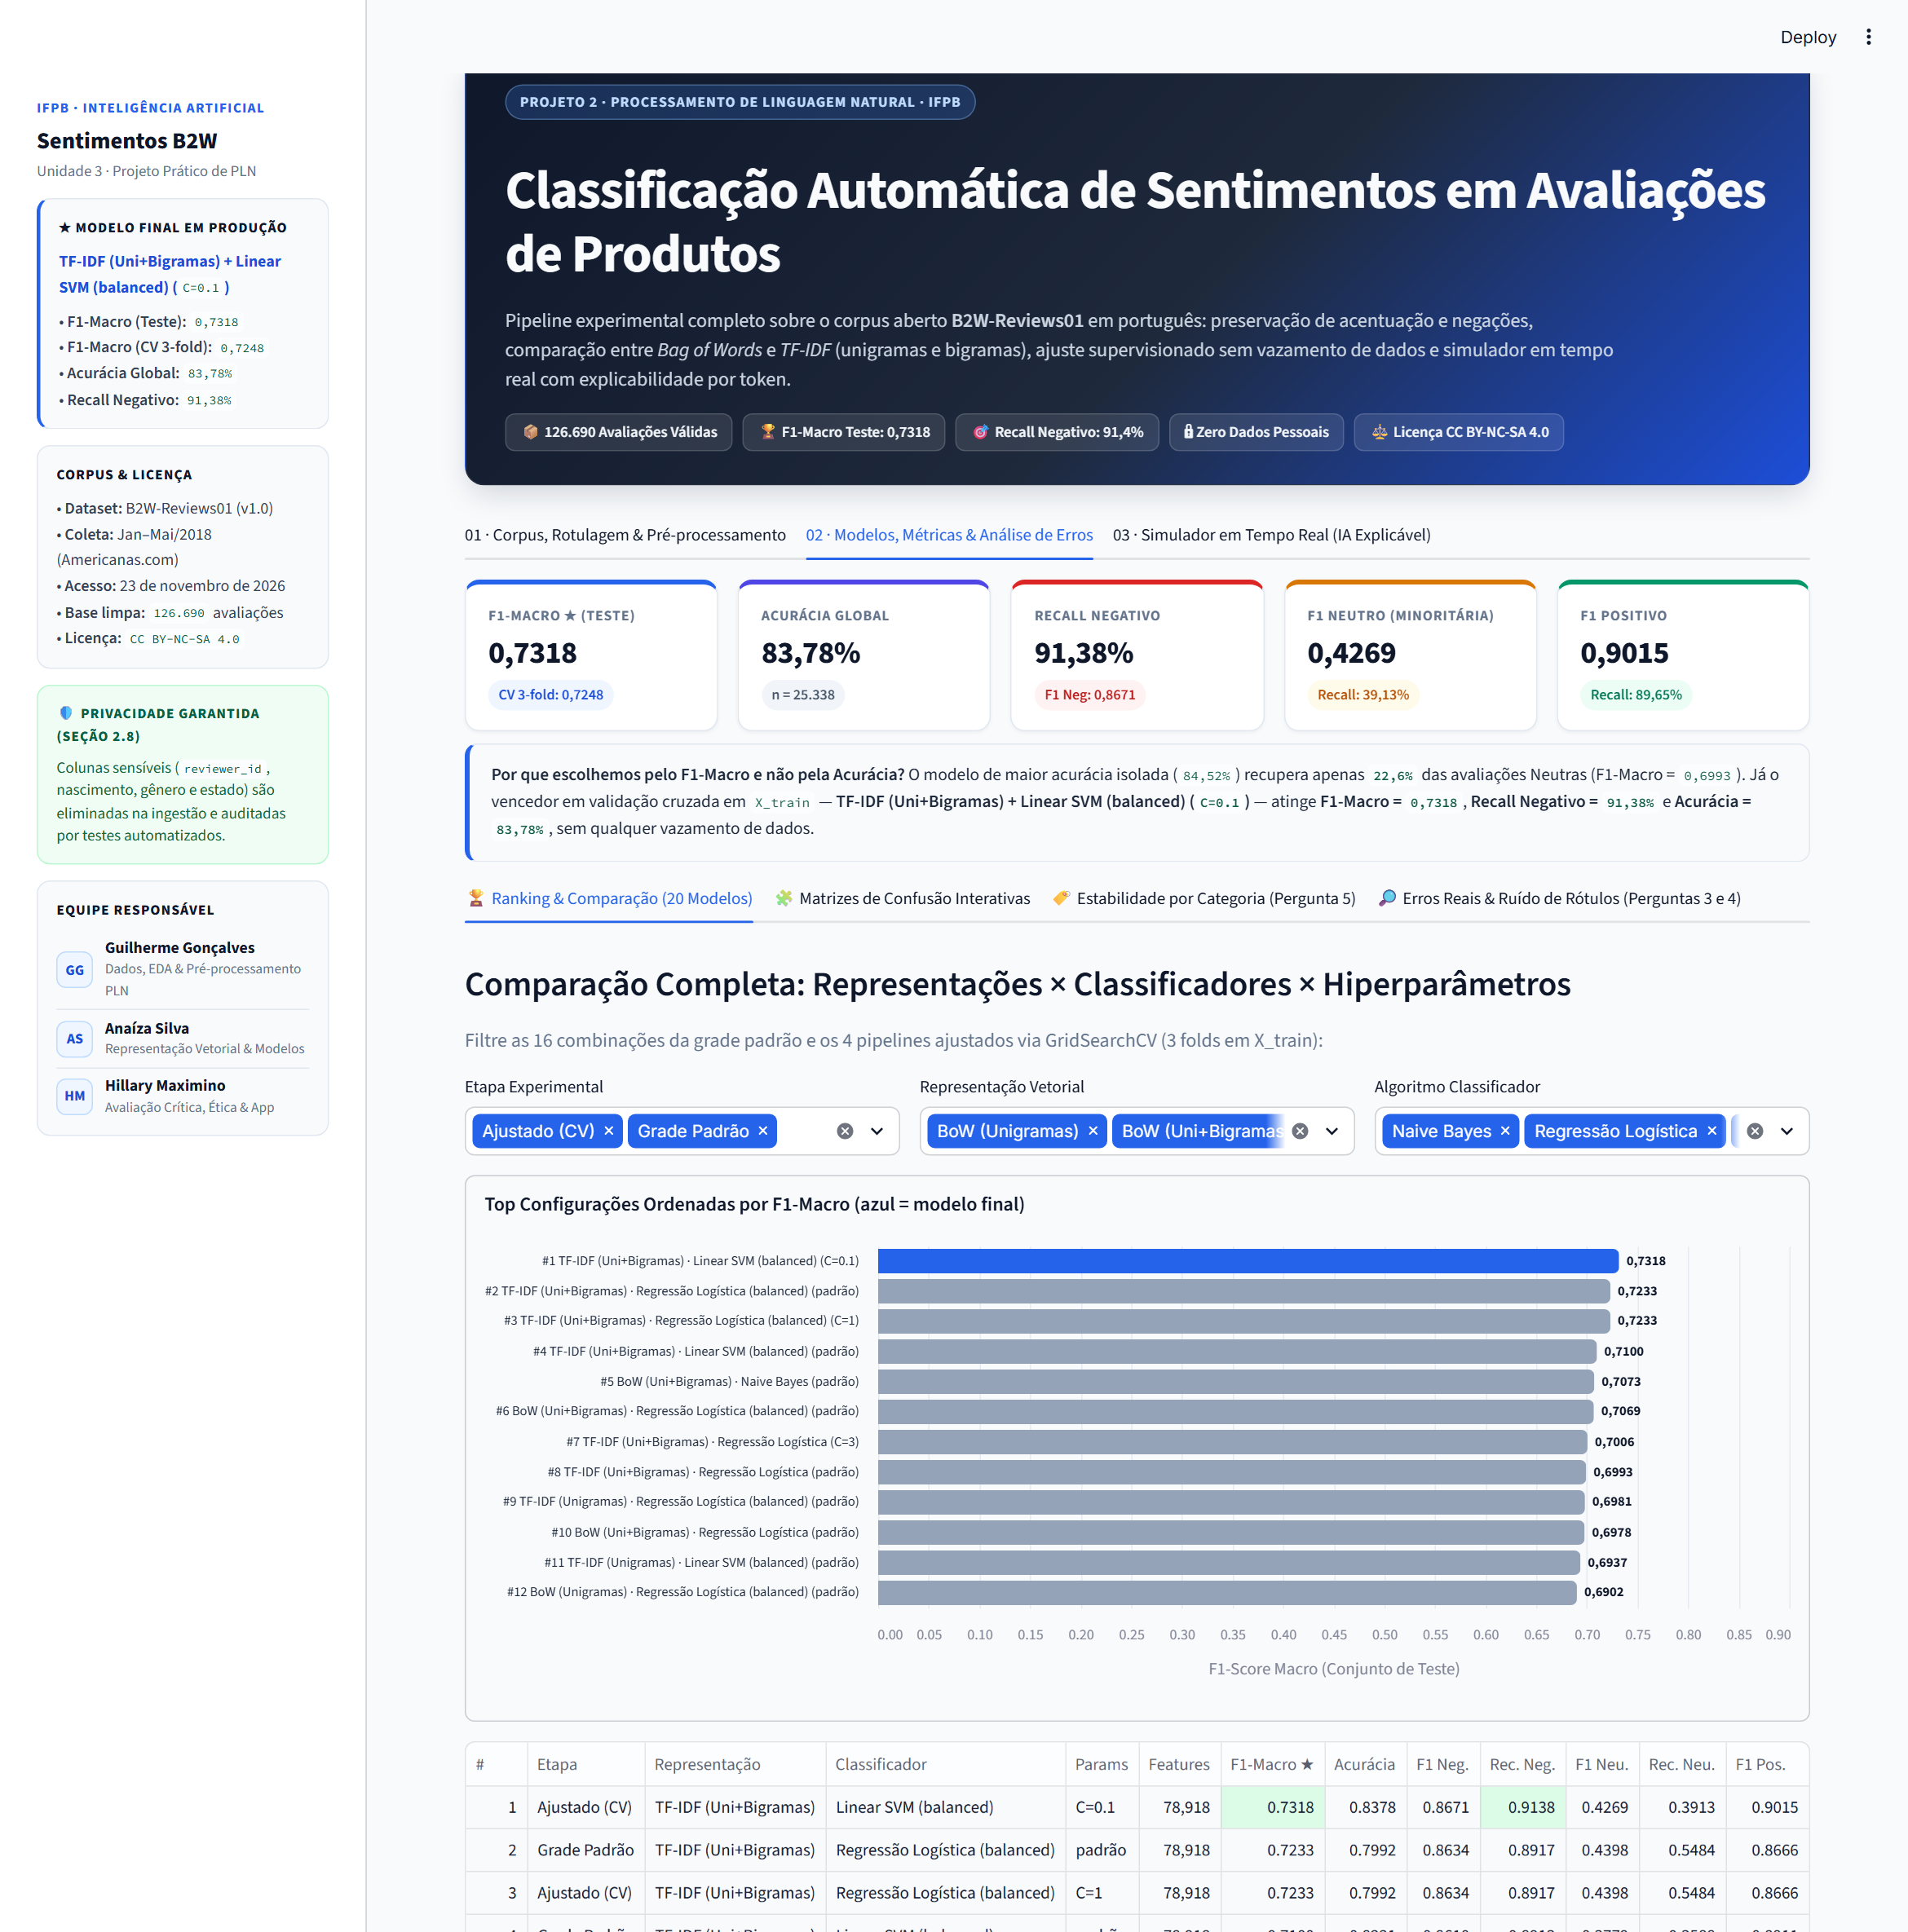 Deploy
IFPB · INTELIGÊNCIA ARTIFICIAL
Sentimentos B2W
Unidade 3 · Projeto Prático de PLN
★ MODELO FINAL EM PRODUÇÃO
TF-IDF (Uni+Bigramas) + Linear
SVM (balanced) ( C=0.1 )
• F1-Macro (Teste): 0,7318
• F1-Macro (CV 3-fold): 0,7248
• Acurácia Global: 83,78%
• Recall Negativo: 91,38%
CORPUS & LICENÇA
• Dataset: B2W-Reviews01 (v1.0)
• Coleta: Jan–Mai/2018
(Americanas.com)
• Acesso: 23 de novembro de 2026
• Base limpa: 126.690 avaliações
• Licença: CC BY-NC-SA 4.0
PRIVACIDADE GARANTIDA
(SEÇÃO 2.8)
Colunas sensíveis ( reviewer_id ,
nascimento, gênero e estado) são
eliminadas na ingestão e auditadas
por testes automatizados.
EQUIPE RESPONSÁVEL
GG
Guilherme Gonçalves
Dados, EDA & Pré-processamento
PLN
AS
Anaíza Silva
Representação Vetorial & Modelos
HM
Hillary Maximino
Avaliação Crítica, Ética & App
PROJETO 2 · PROCESSAMENTO DE LINGUAGEM NATURAL · IFPB
Classificação Automática de Sentimentos em Avaliações
de Produtos
Pipeline experimental completo sobre o corpus aberto B2W-Reviews01 em português: preservação de acentuação e negações,
comparação entre Bag of Words e TF-IDF (unigramas e bigramas), ajuste supervisionado sem vazamento de dados e simulador em tempo
real com explicabilidade por token.
126.690 Avaliações Válidas
F1-Macro Teste: 0,7318
Recall Negativo: 91,4%
Zero Dados Pessoais
Licença CC BY-NC-SA 4.0
01 · Corpus, Rotulagem & Pré-processamento
02 · Modelos, Métricas & Análise de Erros
03 · Simulador em Tempo Real (IA Explicável)
F1-MACRO ★ (TESTE)
0,7318
CV 3-fold: 0,7248
ACURÁCIA GLOBAL
83,78%
n = 25.338
RECALL NEGATIVO
91,38%
F1 Neg: 0,8671
F1 NEUTRO (MINORITÁRIA)
0,4269
Recall: 39,13%
F1 POSITIVO
0,9015
Recall: 89,65%
Por que escolhemos pelo F1-Macro e não pela Acurácia? O modelo de maior acurácia isolada ( 84,52% ) recupera apenas 22,6% das avaliações Neutras (F1-Macro = 0,6993 ). Já o
vencedor em validação cruzada em X_train — TF-IDF (Uni+Bigramas) + Linear SVM (balanced) ( C=0.1 ) — atinge F1-Macro = 0,7318 , Recall Negativo = 91,38% e Acurácia =
83,78% , sem qualquer vazamento de dados.
Ranking & Comparação (20 Modelos)
Matrizes de Confusão Interativas
Estabilidade por Categoria (Pergunta 5)
Erros Reais & Ruído de Rótulos (Perguntas 3 e 4)
Comparação Completa: Representações × Classificadores × Hiperparâmetros
Filtre as 16 combinações da grade padrão e os 4 pipelines ajustados via GridSearchCV (3 folds em X_train):
Etapa Experimental
Ajustado (CV) ×
Grade Padrão ×
Representação Vetorial
BoW (Unigramas) ×
BoW (Uni+Bigramas
Algoritmo Classificador
Naive Bayes ×
Regressão Logística ×
Top Configurações Ordenadas por F1-Macro (azul = modelo final)
#1 TF-IDF (Uni+Bigramas) · Linear SVM (balanced) (C=0.1) 0,7318
#2 TF-IDF (Uni+Bigramas) · Regressão Logística (balanced) (padrão) 0,7233
#3 TF-IDF (Uni+Bigramas) · Regressão Logística (balanced) (C=1) 0,7233
#4 TF-IDF (Uni+Bigramas) · Linear SVM (balanced) (padrão) 0,7100
#5 BoW (Uni+Bigramas) · Naive Bayes (padrão) 0,7073
#6 BoW (Uni+Bigramas) · Regressão Logística (balanced) (padrão) 0,7069
#7 TF-IDF (Uni+Bigramas) · Regressão Logística (C=3) 0,7006
#8 TF-IDF (Uni+Bigramas) · Regressão Logística (padrão) 0,6993
#9 TF-IDF (Unigramas) · Regressão Logística (balanced) (padrão) 0,6981
#10 BoW (Uni+Bigramas) · Regressão Logística (padrão) 0,6978
#11 TF-IDF (Unigramas) · Linear SVM (balanced) (padrão) 0,6937
#12 BoW (Unigramas) · Regressão Logística (balanced) (padrão) 0,6902
0.00 0.05 0.10 0.15 0.20 0.25 0.30 0.35 0.40 0.45 0.50 0.55 0.60 0.65 0.70 0.75 0.80 0.85 0.90
F1-Score Macro (Conjunto de Teste)
# Etapa Representação Classificador Params Features F1-Macro ★ Acurácia F1 Neg. Rec. Neg. F1 Neu. Rec. Neu. F1 Pos.
1 Ajustado (CV) TF-IDF (Uni+Bigramas) Linear SVM (balanced) C=0.1 78,918 0.7318 0.8378 0.8671 0.9138 0.4269 0.3913 0.9015
2 Grade Padrão TF-IDF (Uni+Bigramas) Regressão Logística (balanced) padrão 78,918 0.7233 0.7992 0.8634 0.8917 0.4398 0.5484 0.8666
3 Ajustado (CV) TF-IDF (Uni+Bigramas) Regressão Logística (balanced) C=1 78,918 0.7233 0.7992 0.8634 0.8917 0.4398 0.5484 0.8666